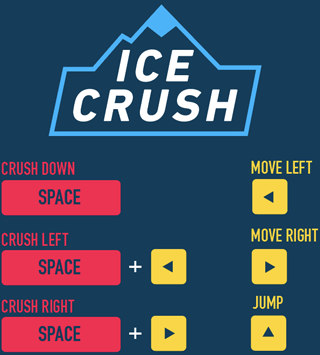 ICE
CRUSH
CRUSH DOWN
SPACE
MOVE LEFT
◄
CRUSH LEFT
SPACE + ◄
MOVE RIGHT
►
CRUSH RIGHT
SPACE + ►
JUMP
▲